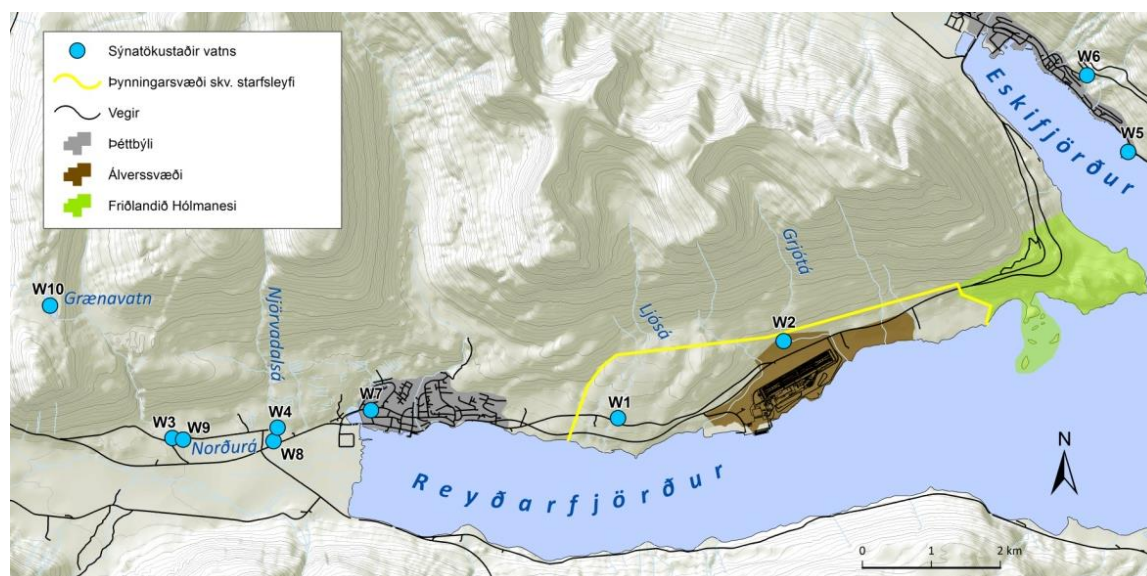 Sýnatökustaðir vatns
Þynningarsvæði skv. starfsleyfi
Vegir
Þéttbýli
Álverssvæði
Friðlandið Hólmanesi
W6
W5
Eskifjörður
Grjótá
Ljósá
W10
Grænavatn
Njörvadalsá
W2
W7
W1
W3
W9
W4
W8
Norðurá
Reyðarfjörður
N
0 1 2 km